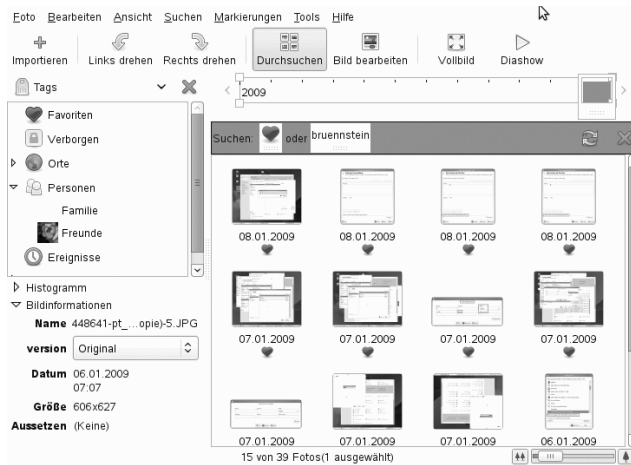 Foto Bearbeiten Ansicht Suchen Markierungen Tools Hilfe
Importieren Links drehen Rechts drehen Durchsuchen Bild bearbeiten Vollbild Diashow
Tags
2009
Favoriten
Verborgen
Orte
Personen
Familie
Freunde
Ereignisse
Suchen: oder bruennstein
08.01.2009 08.01.2009 08.01.2009 08.01.2009
07.01.2009 07.01.2009 07.01.2009 07.01.2009
07.01.2009 07.01.2009 07.01.2009 06.01.2009
Histogramm
Bildinformationen
Name 448641-pt_...opie)-5.JPG
version Original
Datum 06.01.2009
07:07
Größe 606x627
Aussetzen (Keine)
15 von 39 Fotos(1 ausgewählt)